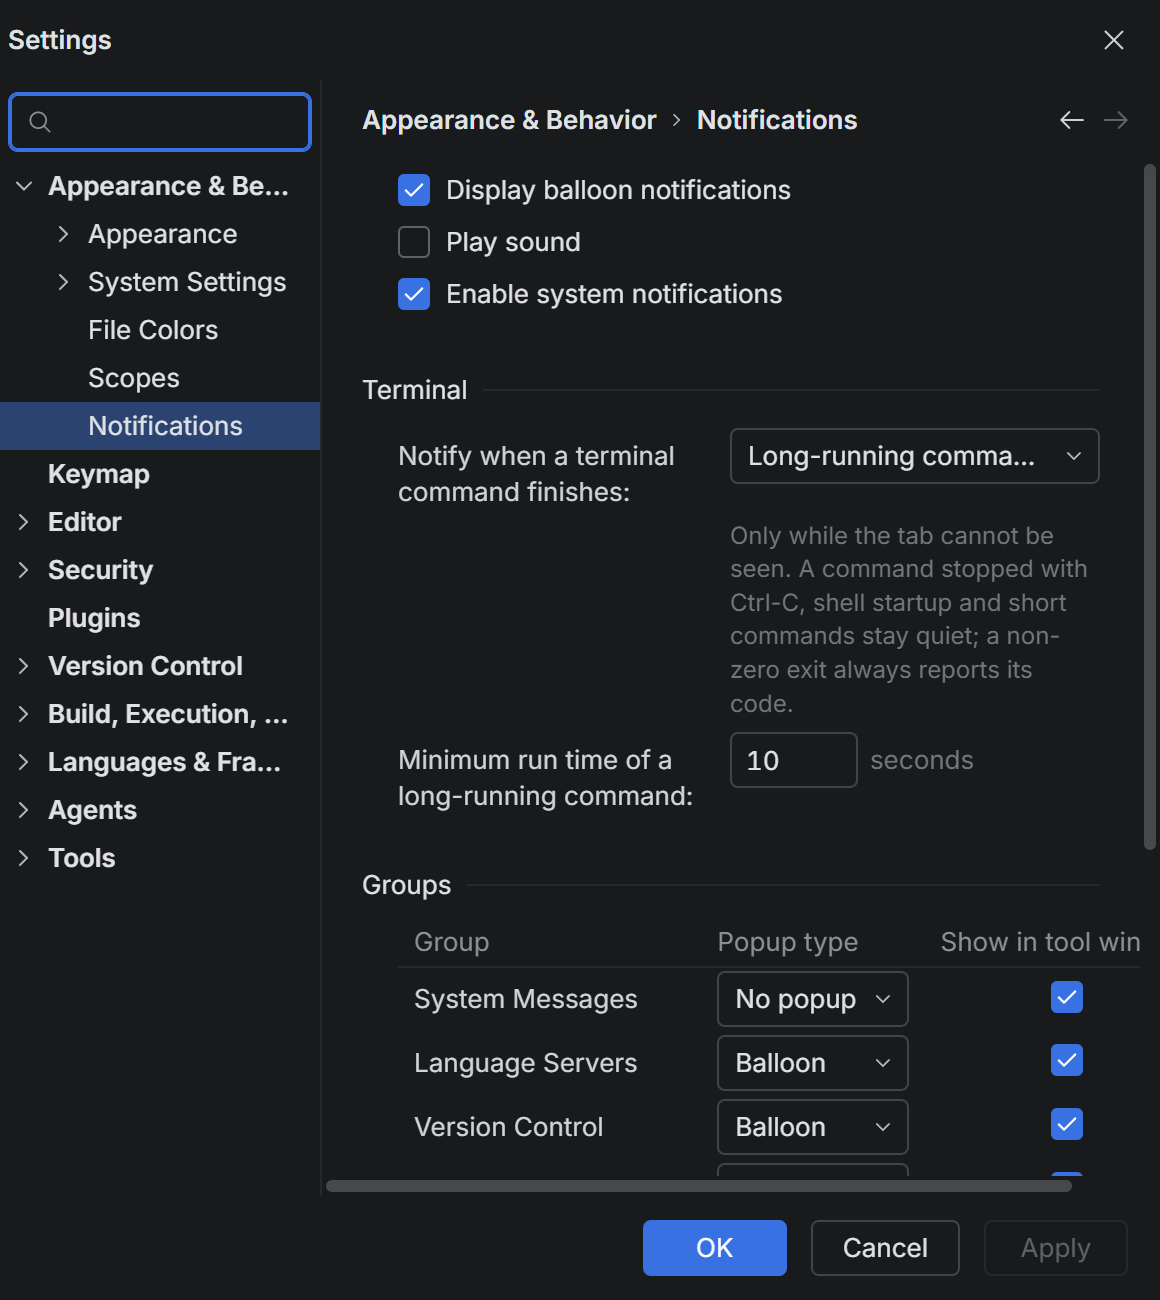 Settings
Appearance & Be...
Appearance
System Settings
File Colors
Scopes
Notifications
Keymap
Editor
Security
Plugins
Version Control
Build, Execution, ...
Languages & Fra...
Agents
Tools
Appearance & Behavior › Notifications
Display balloon notifications
Play sound
Enable system notifications
Terminal
Notify when a terminal
command finishes:
Long-running comma...
Only while the tab cannot be
seen. A command stopped with
Ctrl-C, shell startup and short
commands stay quiet; a non-
zero exit always reports its
code.
Minimum run time of a
long-running command:
10 seconds
Groups
Group Popup type Show in tool win
System Messages No popup
Language Servers Balloon
Version Control Balloon
OK Cancel Apply